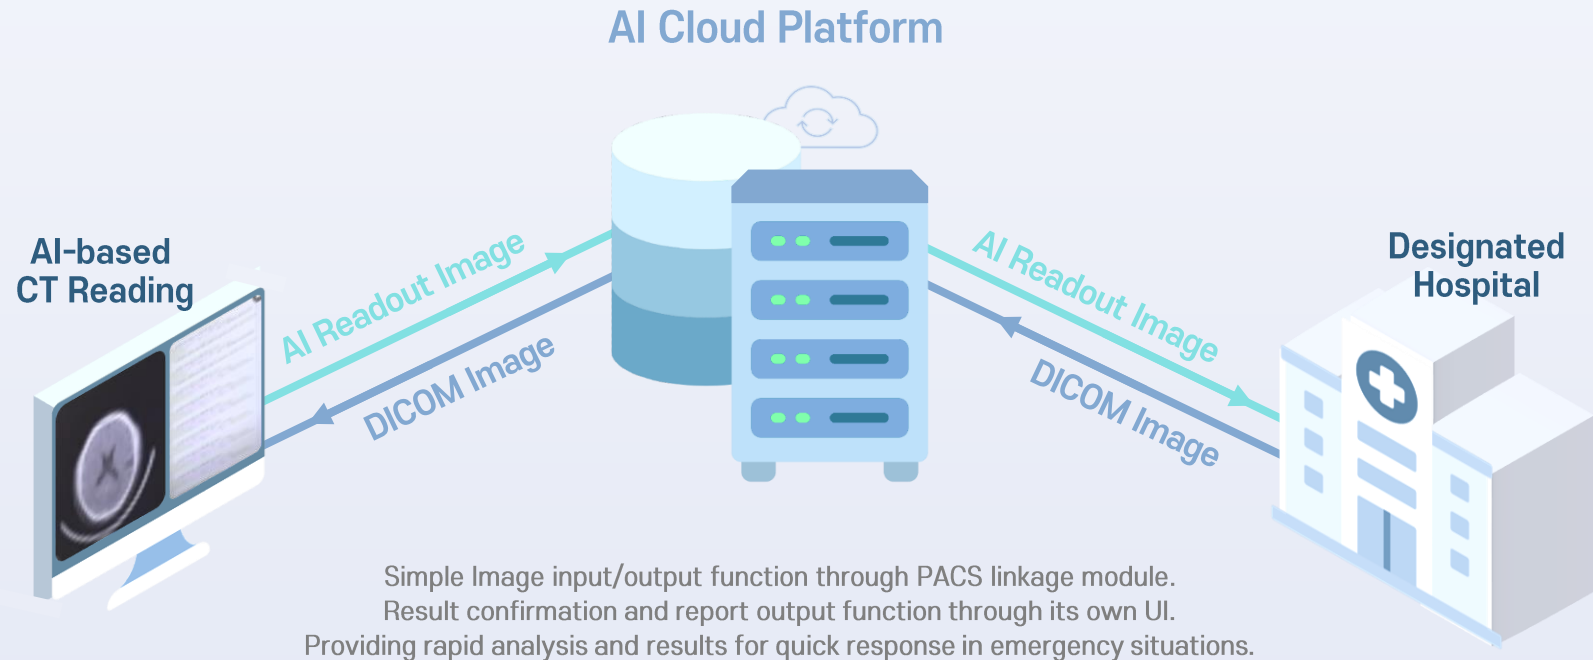 AI Cloud Platform
AI-based
CT Reading
AI Readout Image
DICOM Image
AI Readout Image
DICOM Image
Designated
Hospital
Simple Image input/output function through PACS linkage module.
Result confirmation and report output function through its own UI.
Providing rapid analysis and results for quick response in emergency situations.